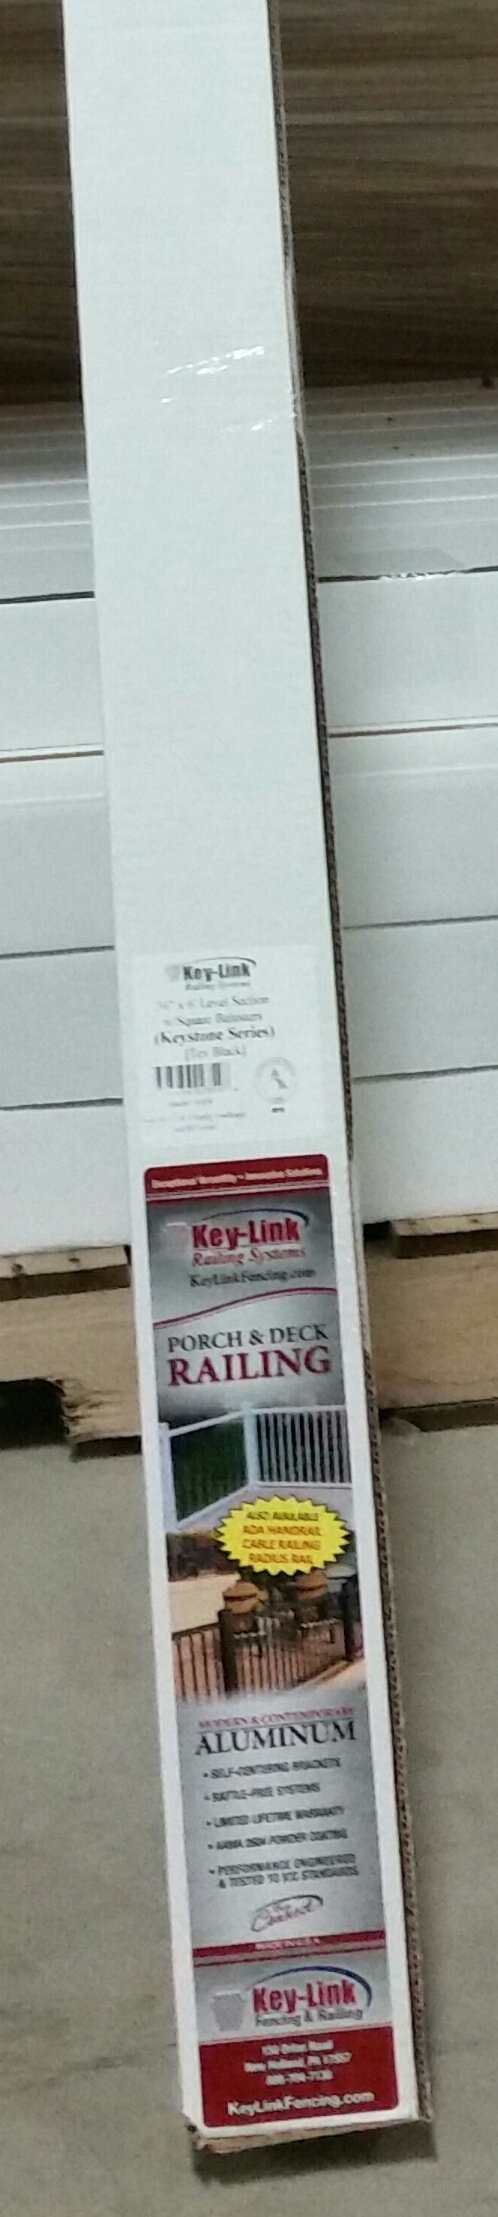 Key-Link
Railing Systems
x 6' Level Section
w/ Square Balusters
(Keystone Series)
[Tex Black]
Exceptional Versatility • Innovative Solutions
Key-Link
Railing Systems
KeyLinkFencing.com
PORCH & DECK
RAILING
ALSO AVAILABLE
ADA HANDRAIL
CABLE RAILING
RADIUS RAIL
MODERN & CONTEMPORARY
ALUMINUM
• SELF-CENTERING BRACKETS
• RATTLE-FREE SYSTEMS
• LIMITED LIFETIME WARRANTY
• AAMA 2604 POWDER COATING
• PERFORMANCE ENGINEERED
& TESTED TO ICC STANDARDS
MADE IN U.S.A.
Key-Link
Fencing & Railing
New Holland, PA 17557
KeyLinkFencing.com